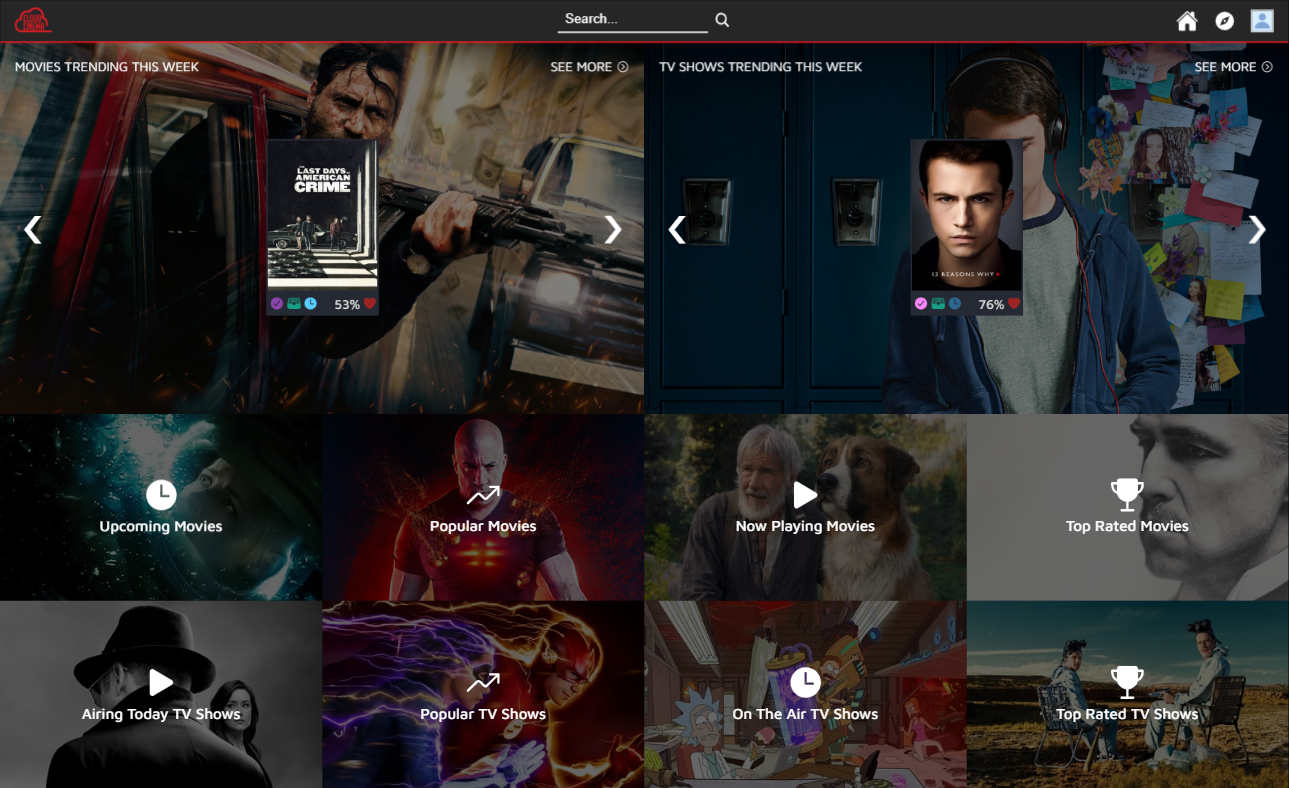 CLOUD
CINEMA
Search...
MOVIES TRENDING THIS WEEK
SEE MORE
TV SHOWS TRENDING THIS WEEK
SEE MORE
THE
LAST DAYS OF
AMERICAN
CRIME
53%
13 REASONS WHY
76%
Upcoming Movies
Popular Movies
Now Playing Movies
Top Rated Movies
Airing Today TV Shows
Popular TV Shows
On The Air TV Shows
Top Rated TV Shows